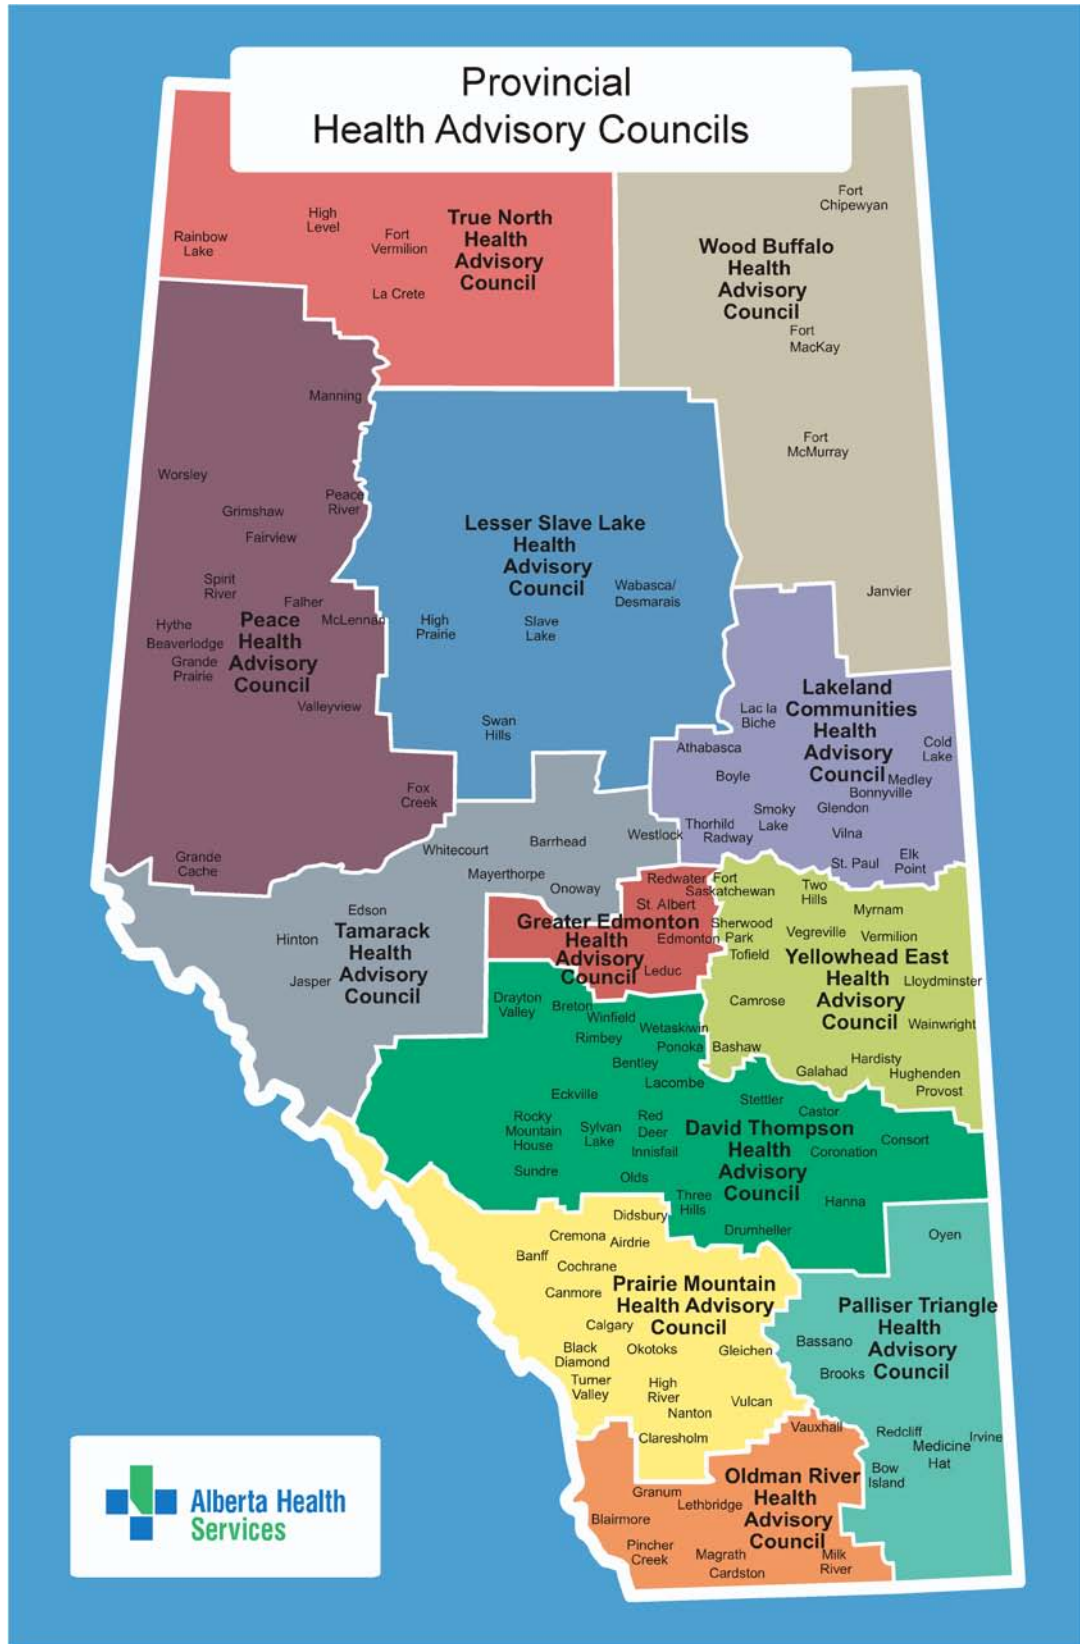 Provincial
Health Advisory Councils
Fort
Chipewyan
High
Level
True North
Health
Advisory
Council
Rainbow
Lake
Fort
Vermilion
La Crete
Wood Buffalo
Health
Advisory
Council
Fort
MacKay
Manning
Fort
McMurray
Worsley
Peace
River
Grimshaw
Fairview
Lesser Slave Lake
Health
Advisory
Council
Wabasca/
Desmarais
Spirit
River
Falher
McLennan
High
Prairie
Slave
Lake
Janvier
Hythe
Beaverlodge
Grande
Prairie
Peace
Health
Advisory
Council
Valleyview
Swan
Hills
Lakeland
Communities
Health
Advisory
Council
Lac la
Biche
Athabasca
Cold
Lake
Boyle
Medley
Bonnyville
Glendon
Fox
Creek
Smoky
Lake
Thorhild
Radway
Vilna
St. Paul
Elk
Point
Grande
Cache
Whitecourt
Barrhead
Westlock
Mayerthorpe
Onoway
Edson
Hinton
Jasper
Tamarack
Health
Advisory
Council
Redwater
Fort
Saskatchewan
St. Albert
Greater Edmonton
Health
Advisory
Council
Edmonton
Sherwood
Park
Leduc
Two
Hills
Myrnam
Vegreville
Vermilion
Tofield
Yellowhead East
Health
Advisory
Council
Lloydminster
Camrose
Wainwright
Bashaw
Hardisty
Galahad
Hughenden
Provost
Drayton
Valley
Breton
Winfield
Wetaskiwin
Rimbey
Ponoka
Bentley
Lacombe
Eckville
Stettler
Castor
Rocky
Mountain
House
Sylvan
Lake
Red
Deer
Innisfail
David Thompson
Health
Advisory
Council
Coronation
Consort
Sundre
Olds
Three
Hills
Hanna
Drumheller
Didsbury
Cremona
Airdrie
Banff
Cochrane
Canmore
Prairie Mountain
Health Advisory
Council
Calgary
Black
Diamond
Okotoks
Gleichen
Turner
Valley
High
River
Nanton
Vulcan
Claresholm
Oyen
Palliser Triangle
Health
Advisory
Council
Bassano
Brooks
Redcliff
Medicine
Hat
Irvine
Bow
Island
Vauxhall
Oldman River
Health
Advisory
Council
Granum
Lethbridge
Blairmore
Pincher
Creek
Magrath
Cardston
Milk
River
Alberta Health
Services